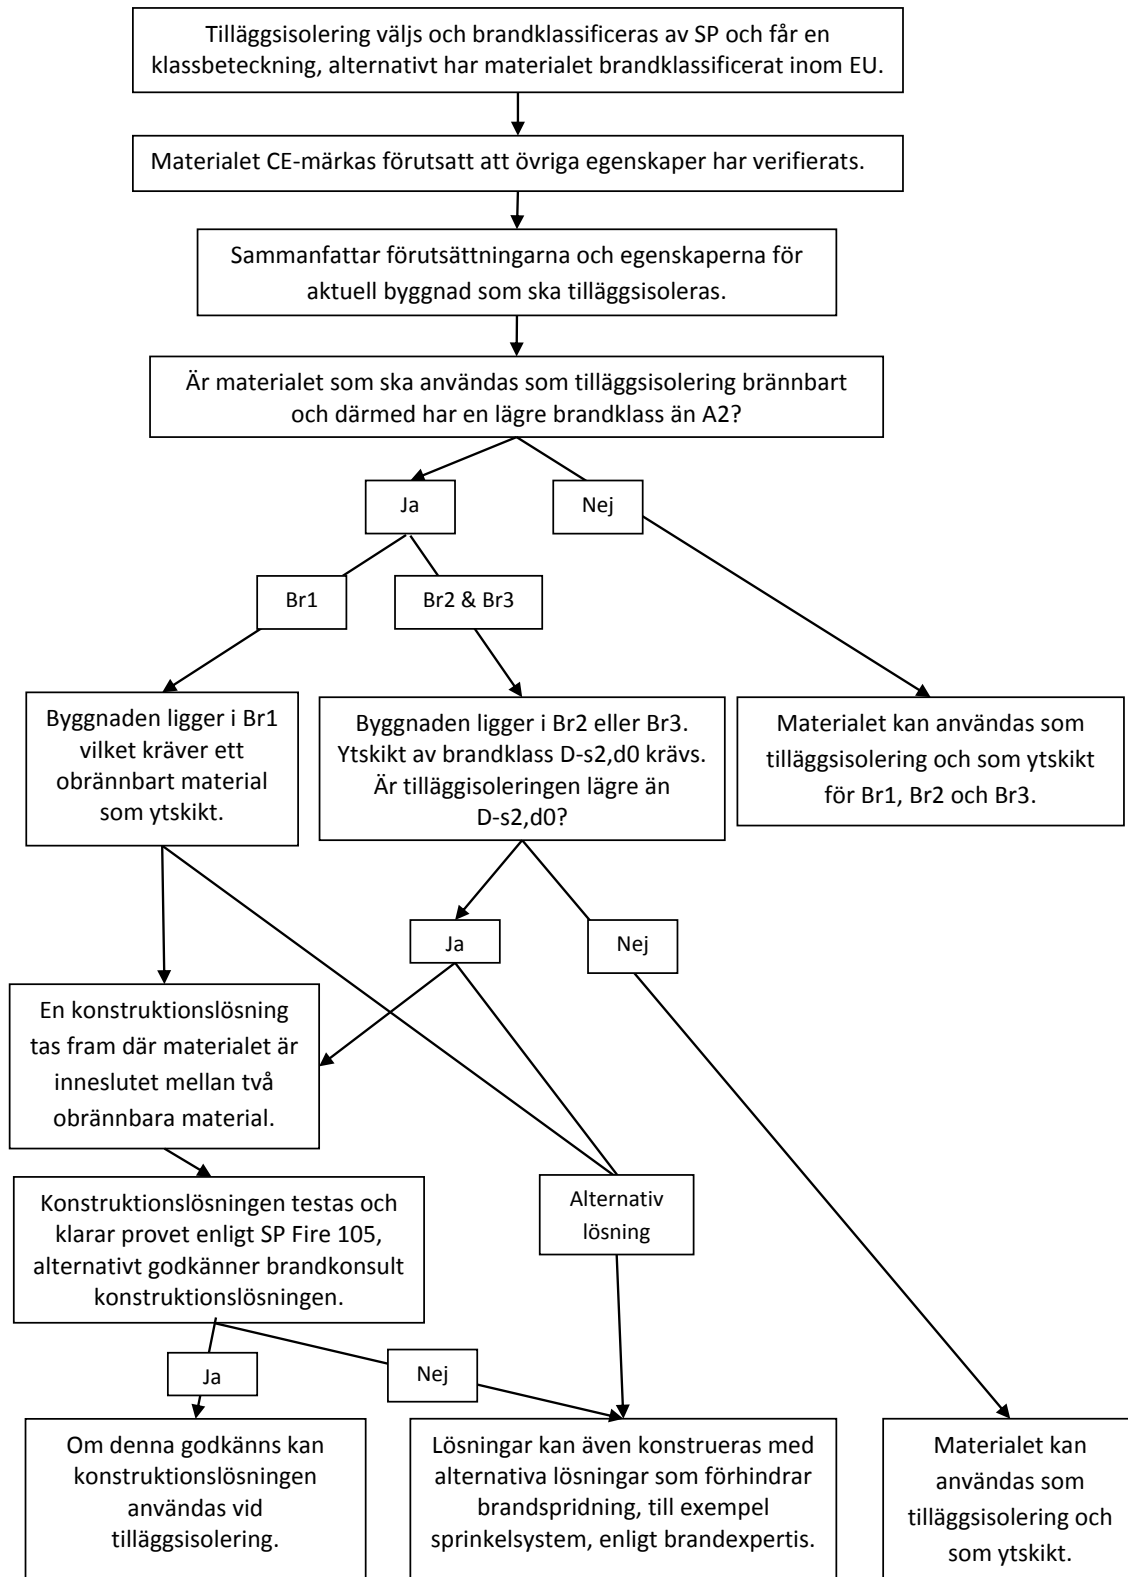 Tilläggsisolering väljs och brandklassificeras av SP och får en
klassbeteckning, alternativt har materialet brandklassificerat inom EU.
Materialet CE-märkas förutsatt att övriga egenskaper har verifierats.
Sammanfattar förutsättningarna och egenskaperna för
aktuell byggnad som ska tilläggsisoleras.
Är materialet som ska användas som tilläggsisolering brännbart
och därmed har en lägre brandklass än A2?
Ja
Nej
Br1
Br2 & Br3
Byggnaden ligger i Br1
vilket kräver ett
obrännbart material
som ytskikt.
Byggnaden ligger i Br2 eller Br3.
Ytskikt av brandklass D-s2,d0 krävs.
Är tilläggisoleringen lägre än
D-s2,d0?
Materialet kan användas som
tilläggsisolering och som ytskikt
för Br1, Br2 och Br3.
Ja
Nej
En konstruktionslösning
tas fram där materialet är
inneslutet mellan två
obrännbara material.
Konstruktionslösningen testas och
klarar provet enligt SP Fire 105,
alternativt godkänner brandkonsult
konstruktionslösningen.
Alternativ
lösning
Ja
Nej
Om denna godkänns kan
konstruktionslösningen
användas vid
tilläggsisolering.
Lösningar kan även konstrueras med
alternativa lösningar som förhindrar
brandspridning, till exempel
sprinkelsystem, enligt brandexpertis.
Materialet kan
användas som
tilläggsisolering och
som ytskikt.